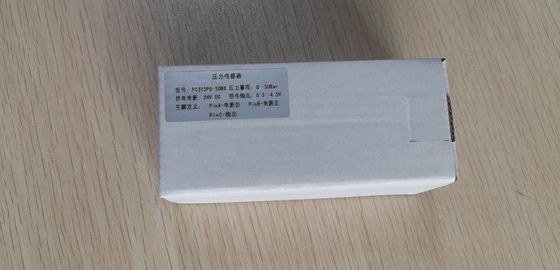 压力传感器
型号: PC3X5P0-50BG 压力量程: 0-50Bar
供电电源: 24V DC 信号输出: 0.5-4.5V
引脚定义: PinA-电源负 PinB-电源正
PinC-输出